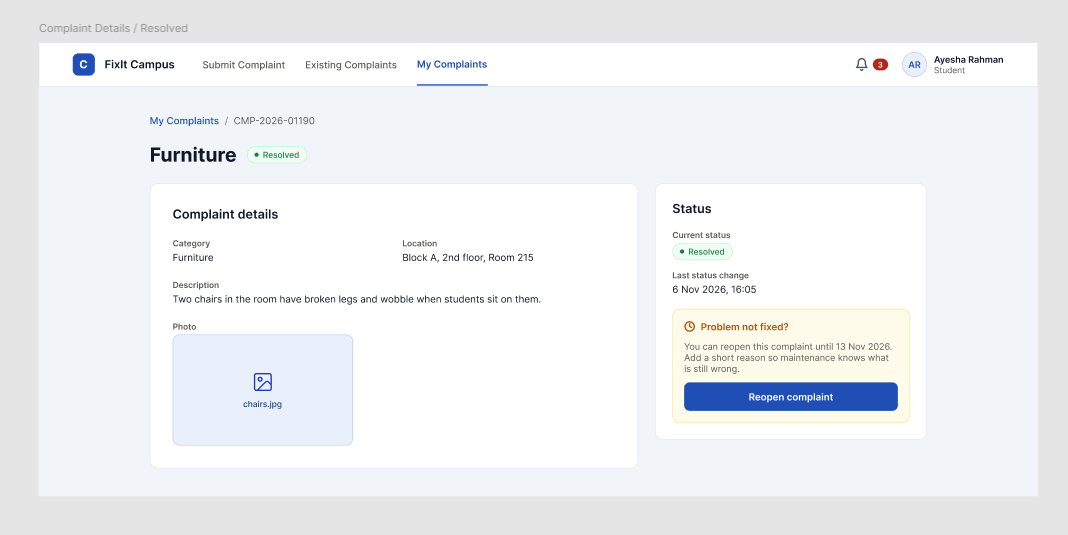 Complaint Details / Resolved
C FixIt Campus Submit Complaint Existing Complaints My Complaints 3 AR Ayesha Rahman
Student
My Complaints / CMP-2026-01190
Furniture Resolved
Complaint details
Category Location
Furniture Block A, 2nd floor, Room 215
Description
Two chairs in the room have broken legs and wobble when students sit on them.
Photo
chairs.jpg
Status
Current status
Resolved
Last status change
6 Nov 2026, 16:05
Problem not fixed?
You can reopen this complaint until 13 Nov 2026.
Add a short reason so maintenance knows what
is still wrong.
Reopen complaint